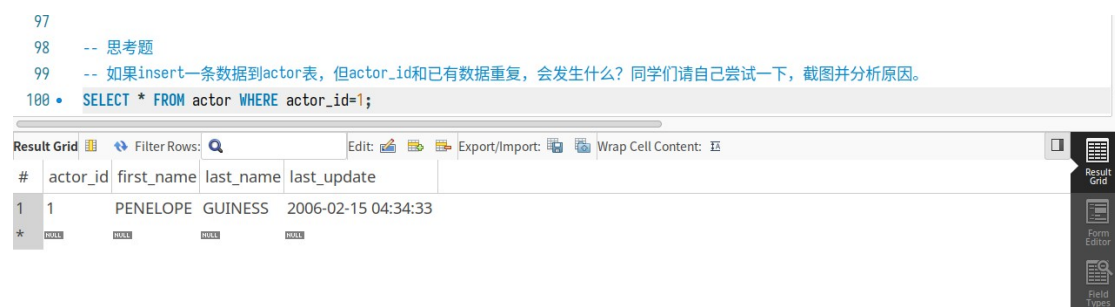 97
98 -- 思考题
99 -- 如果insert一条数据到actor表，但actor_id和已有数据重复，会发生什么？同学们请自己尝试一下，截图并分析原因。
100 SELECT * FROM actor WHERE actor_id=1;
Result Grid Filter Rows: Edit: Export/Import: Wrap Cell Content: IA
# actor_id first_name last_name last_update
1 1 PENELOPE GUINESS 2006-02-15 04:34:33
* NULL NULL NULL NULL
Result
Grid
Form
Editor
Field
Types